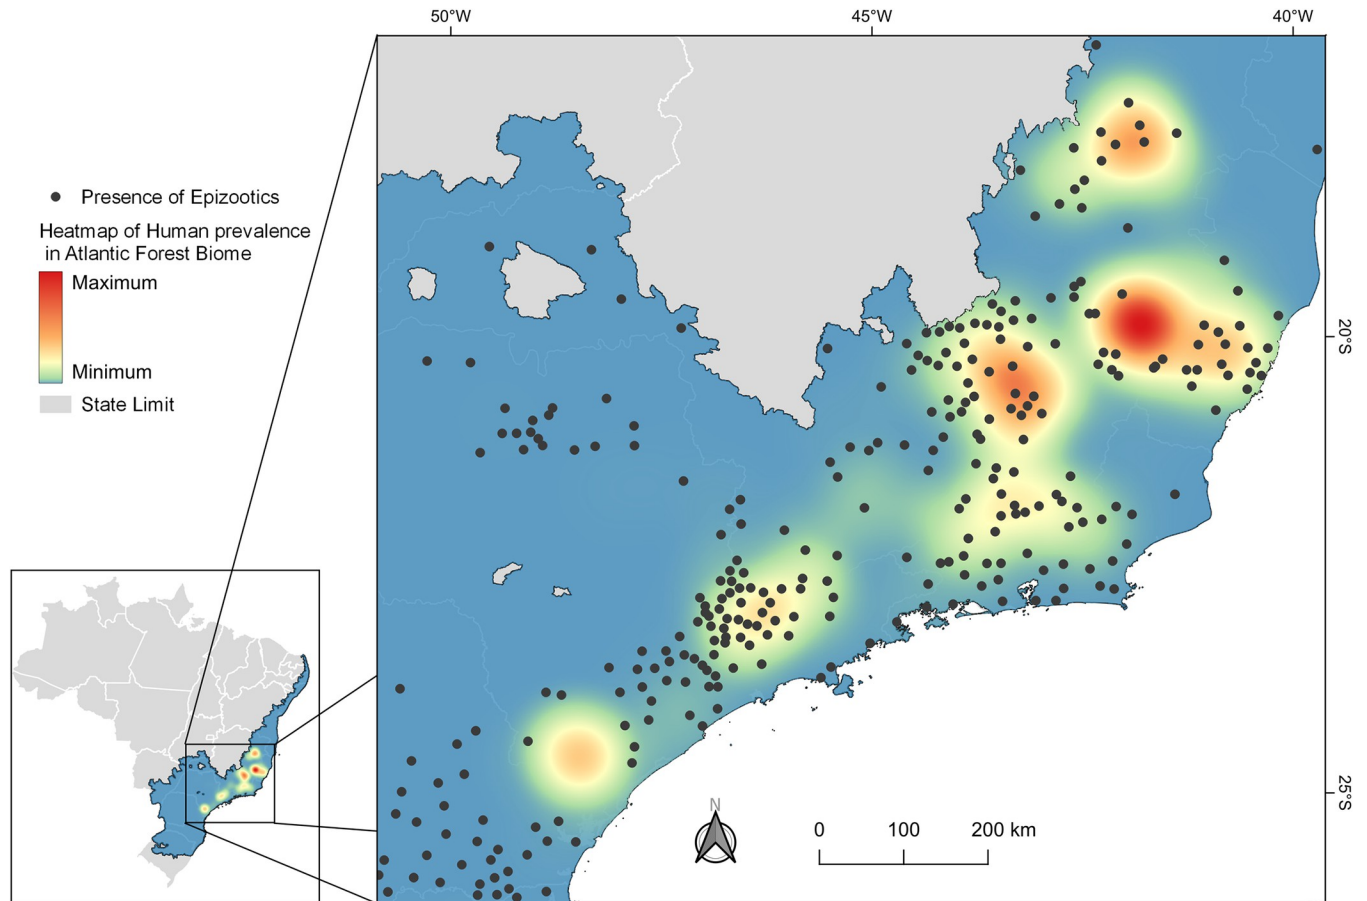 50°W 45°W 40°W
Presence of Epizootics
Heatmap of Human prevalence
in Atlantic Forest Biome
Maximum
Minimum
State Limit
20°S
25°S
N
0 100 200 km